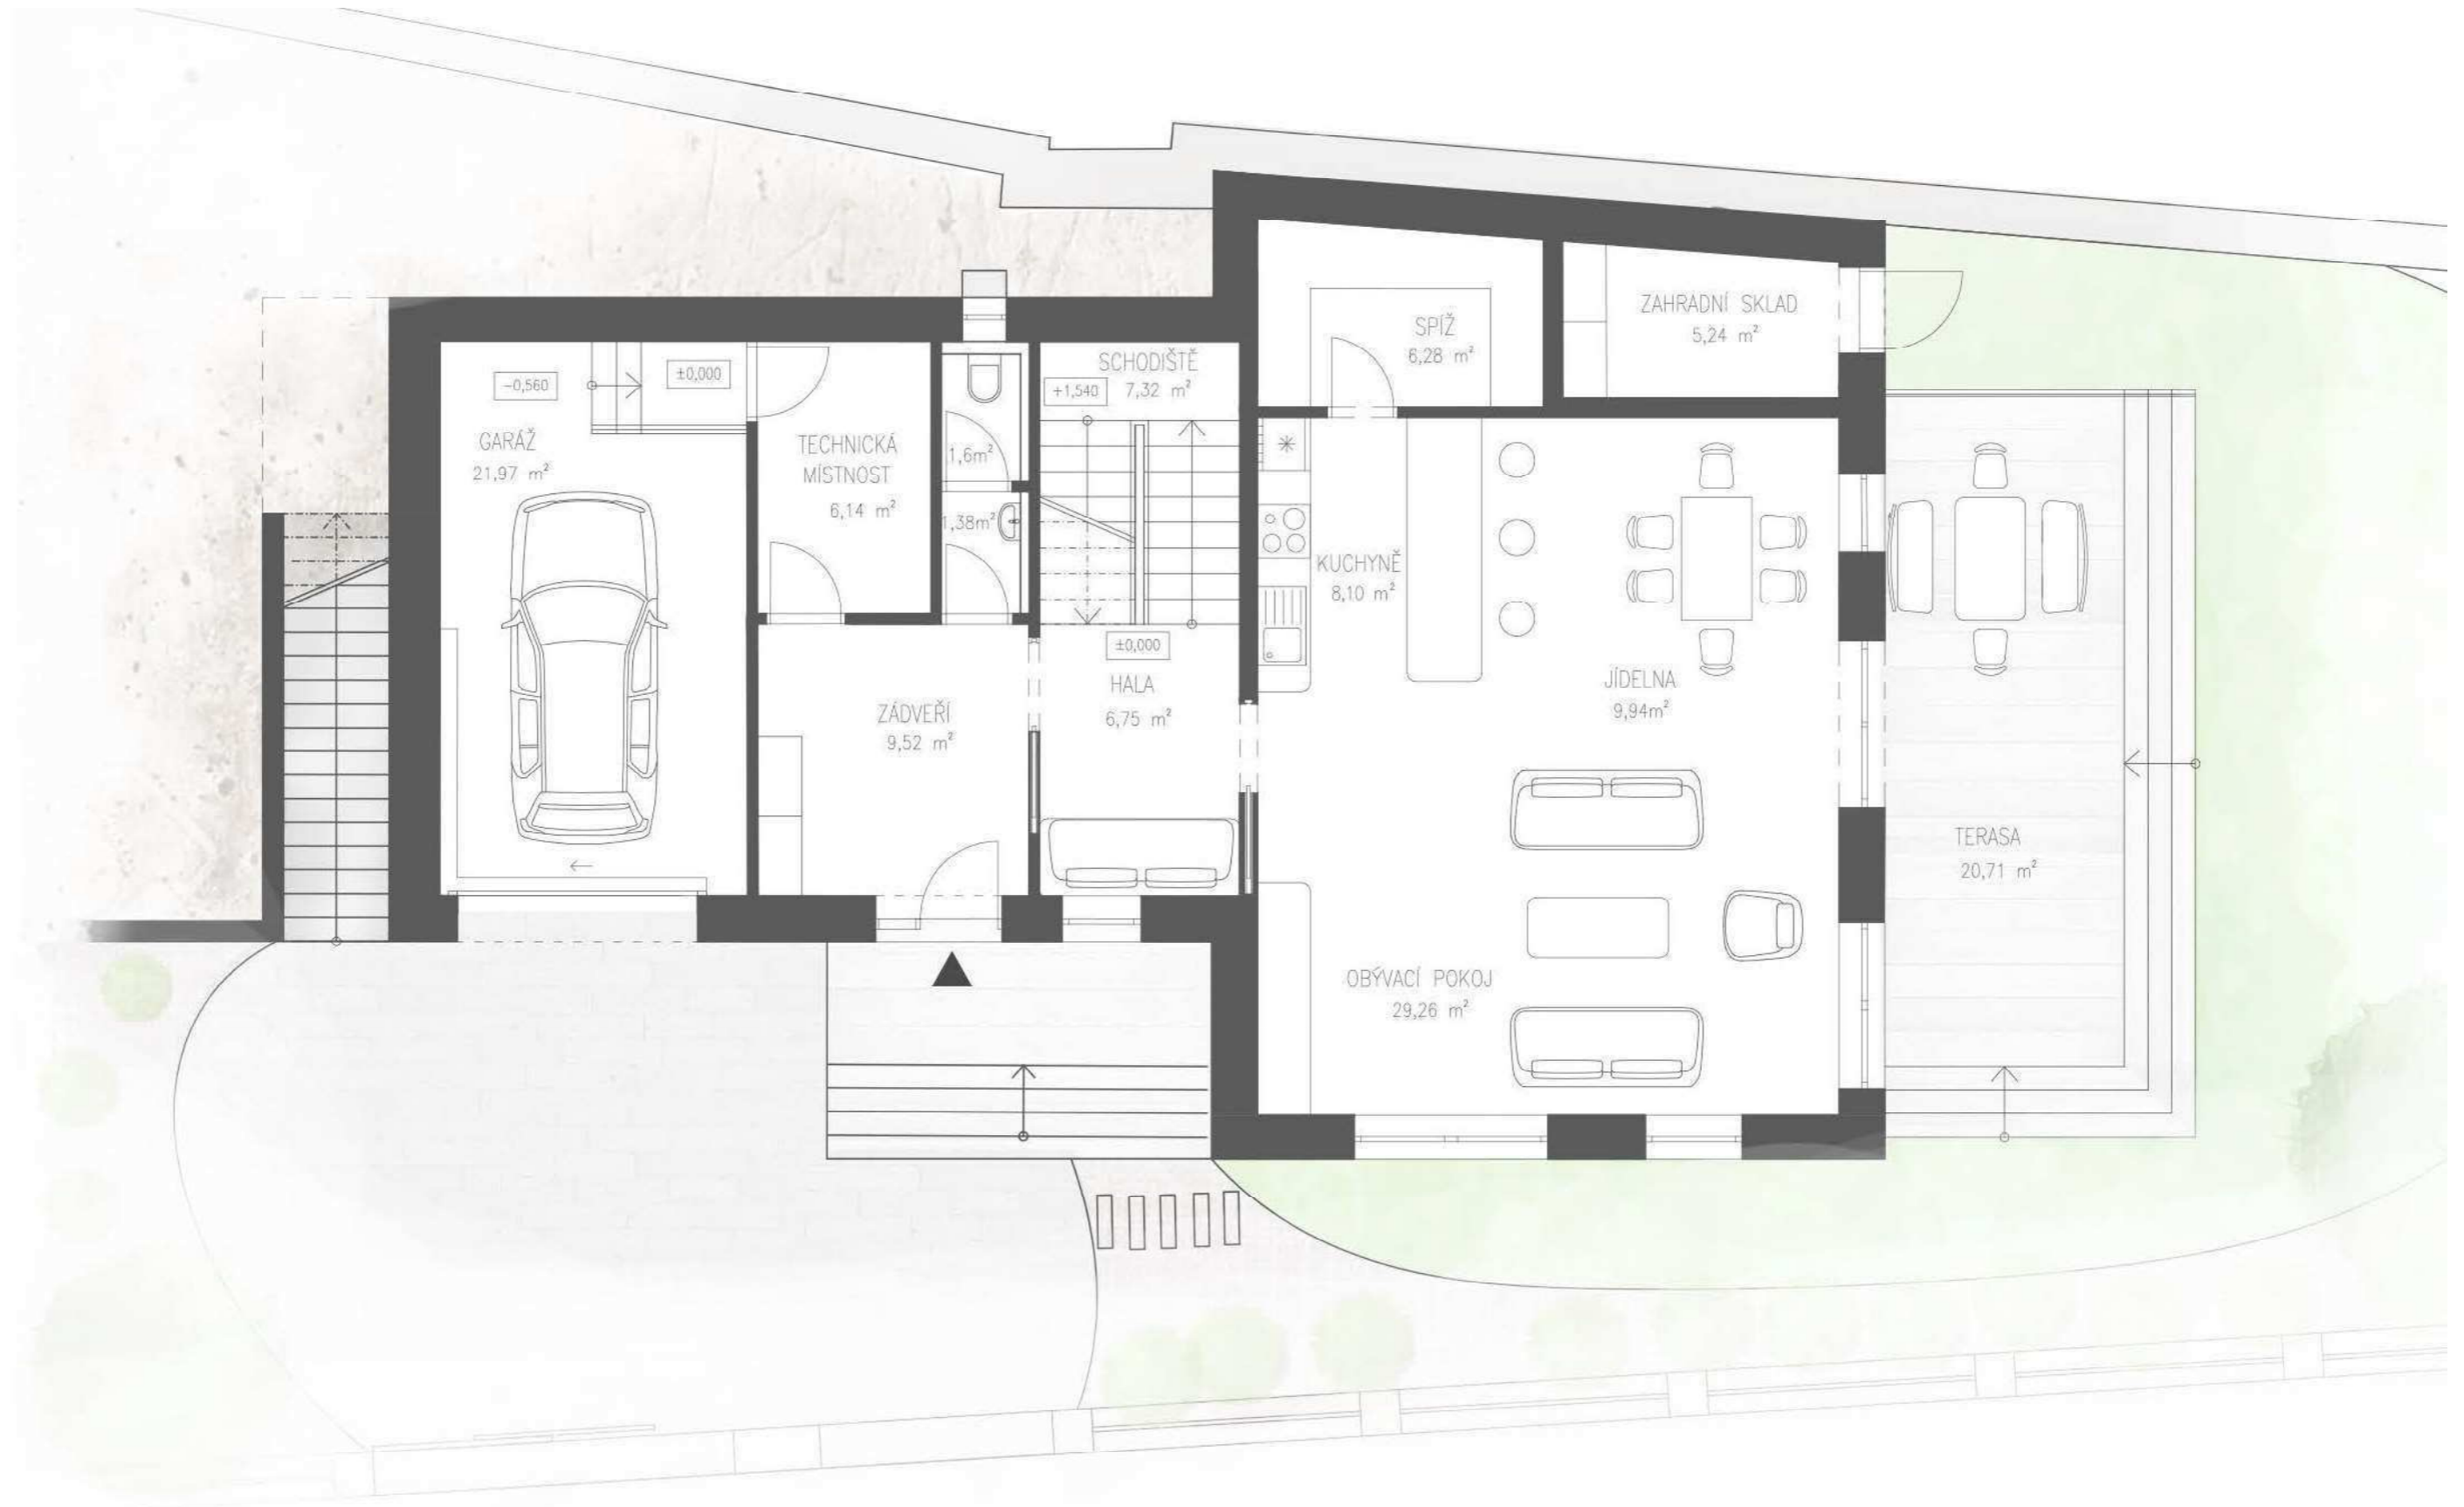 SCHODIŠTĚ
7,32 m²
+1,540
-0,560
±0,000
GARÁŽ
21,97 m²
TECHNICKÁ
MÍSTNOST
6,14 m²
1,6m²
1,38m²
SPÍŽ
6,28 m²
ZAHRADNÍ SKLAD
5,24 m²
KUCHYNĚ
8,10 m²
±0,000
HALA
6,75 m²
ZÁDVEŘÍ
9,52 m²
JÍDELNA
9,94m²
TERASA
20,71 m²
OBÝVACÍ POKOJ
29,26 m²